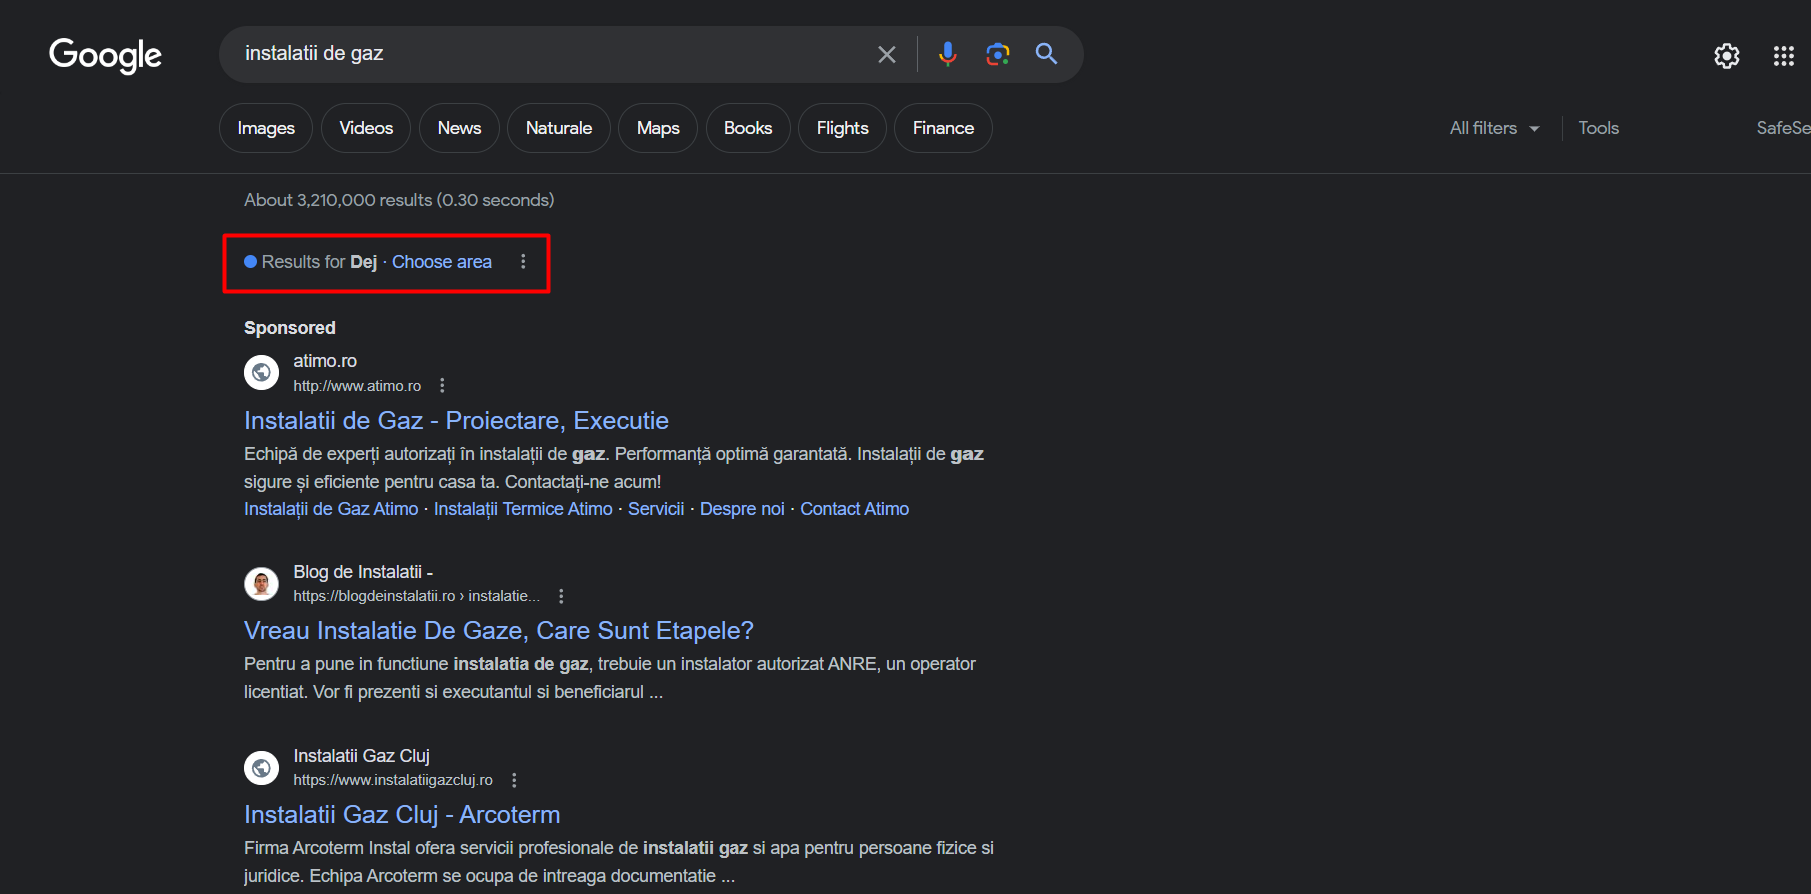 Google
instalatii de gaz
Images Videos News Naturale Maps Books Flights Finance All filters Tools SafeSe
About 3,210,000 results (0.30 seconds)
Results for Dej · Choose area
Sponsored
atimo.ro
http://www.atimo.ro
Instalatii de Gaz - Proiectare, Executie
Echipă de experți autorizați în instalații de gaz. Performanță optimă garantată. Instalații de gaz
sigure și eficiente pentru casa ta. Contactați-ne acum!
Instalații de Gaz Atimo · Instalații Termice Atimo · Servicii · Despre noi · Contact Atimo
Blog de Instalatii -
https://blogdeinstalatii.ro › instalatie...
Vreau Instalatie De Gaze, Care Sunt Etapele?
Pentru a pune in functiune instalatia de gaz, trebuie un instalator autorizat ANRE, un operator
licentiat. Vor fi prezenti si executantul si beneficiarul ...
Instalatii Gaz Cluj
https://www.instalatiigazcluj.ro
Instalatii Gaz Cluj - Arcoterm
Firma Arcoterm Instal ofera servicii profesionale de instalatii gaz si apa pentru persoane fizice si
juridice. Echipa Arcoterm se ocupa de intreaga documentatie ...